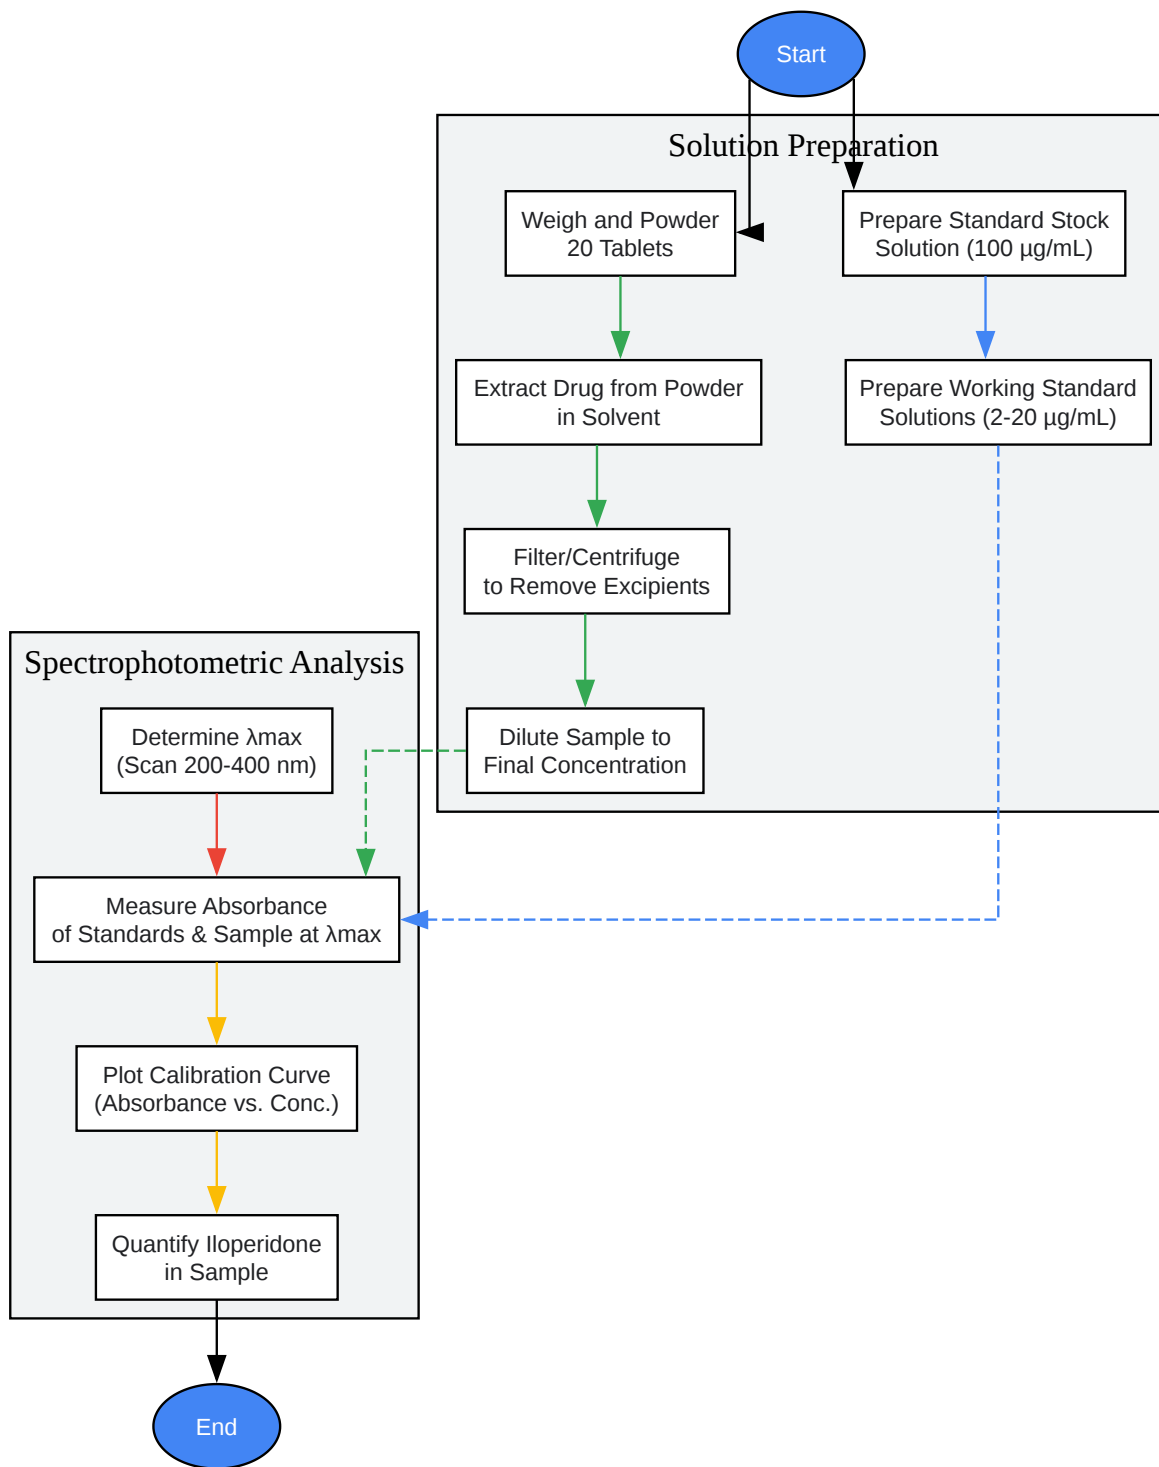 Start
Solution Preparation
Weigh and Powder
20 Tablets
Prepare Standard Stock
Solution (100 µg/mL)
Extract Drug from Powder
in Solvent
Prepare Working Standard
Solutions (2-20 µg/mL)
Filter/Centrifuge
to Remove Excipients
Dilute Sample to
Final Concentration
Spectrophotometric Analysis
Determine λmax
(Scan 200-400 nm)
Measure Absorbance
of Standards & Sample at λmax
Plot Calibration Curve
(Absorbance vs. Conc.)
Quantify Iloperidone
in Sample
End